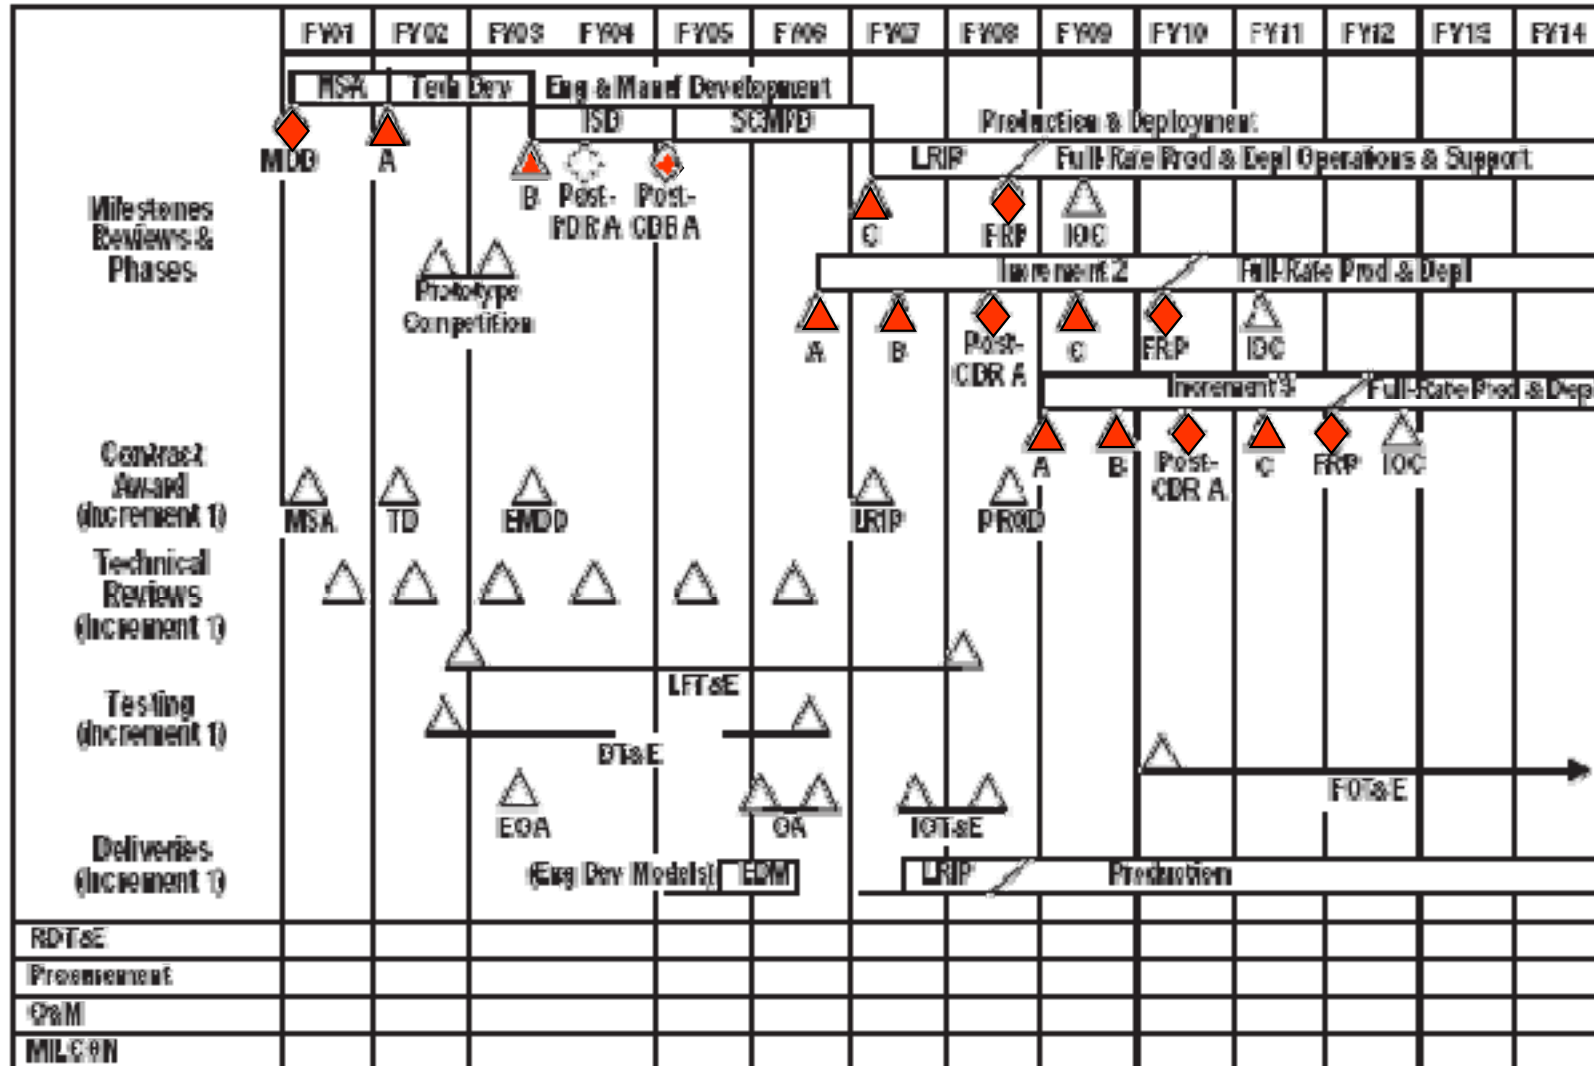 FY01 FY02 FY03 FY04 FY05 FY06 FY07 FY08 FY09 FY10 FY11 FY12 FY13 FY14
MSA Tech Dev Eng & Manuf Development
ISD SCMPD Production & Deployment
MDD A LRIP Full-Rate Prod & Depl Operations & Support
B Post-PDR A Post-CDR A
C FRP IOC
Milestones
Reviews &
Phases
Prototype
Competition
Increment 2 Full-Rate Prod & Depl
A B Post-CDR A C FRP IOC
Increment 3 Full-Rate Prod & Dep
A B Post-CDR A C FRP IOC
Contract
Award
(Increment 1)
MSA TD EMDD LRIP PROD
Technical
Reviews
(Increment 1)
LFT&E
Testing
(Increment 1)
DT&E
FOT&E
EOA OA IOT&E
Deliveries
(Increment 1)
(Eng Dev Models) EDM LRIP Production
RDT&E
Procurement
O&M
MILCON